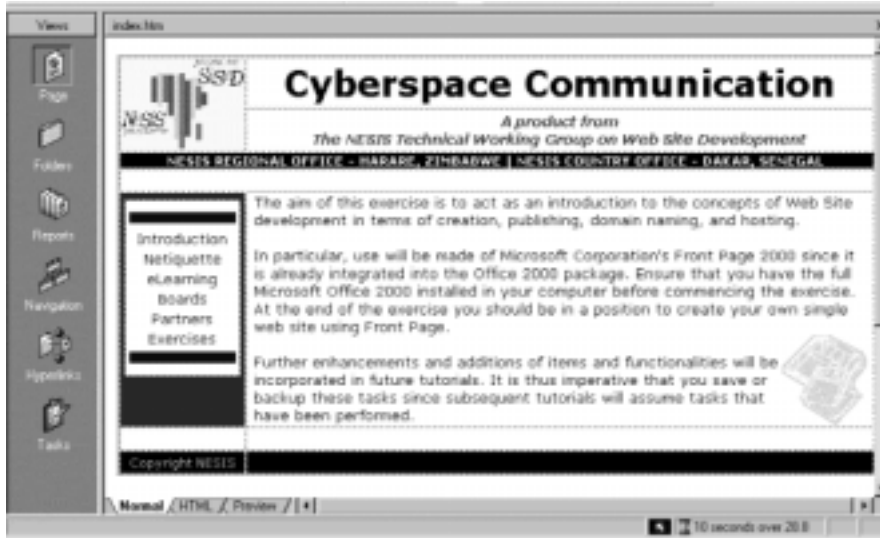 Views
index.htm
Page
Folders
Reports
Navigation
Hyperlinks
Tasks
NESIS
Cyberspace Communication
A product from
The NESIS Technical Working Group on Web Site Development
NESIS REGIONAL OFFICE - HARARE, ZIMBABWE | NESIS COUNTRY OFFICE - DAKAR, SENEGAL
Introduction
Netiquette
eLearning
Boards
Partners
Exercises
The aim of this exercise is to act as an introduction to the concepts of Web Site
development in terms of creation, publishing, domain naming, and hosting.
In particular, use will be made of Microsoft Corporation's Front Page 2000 since it
is already integrated into the Office 2000 package. Ensure that you have the full
Microsoft Office 2000 installed in your computer before commencing the exercise.
At the end of the exercise you should be in a position to create your own simple
web site using Front Page.
Further enhancements and additions of items and functionalities will be
incorporated in future tutorials. It is thus imperative that you save or
backup these tasks since subsequent tutorials will assume tasks that
have been performed.
Copyright NESIS
Normal / HTML / Preview /
10 seconds over 28.8